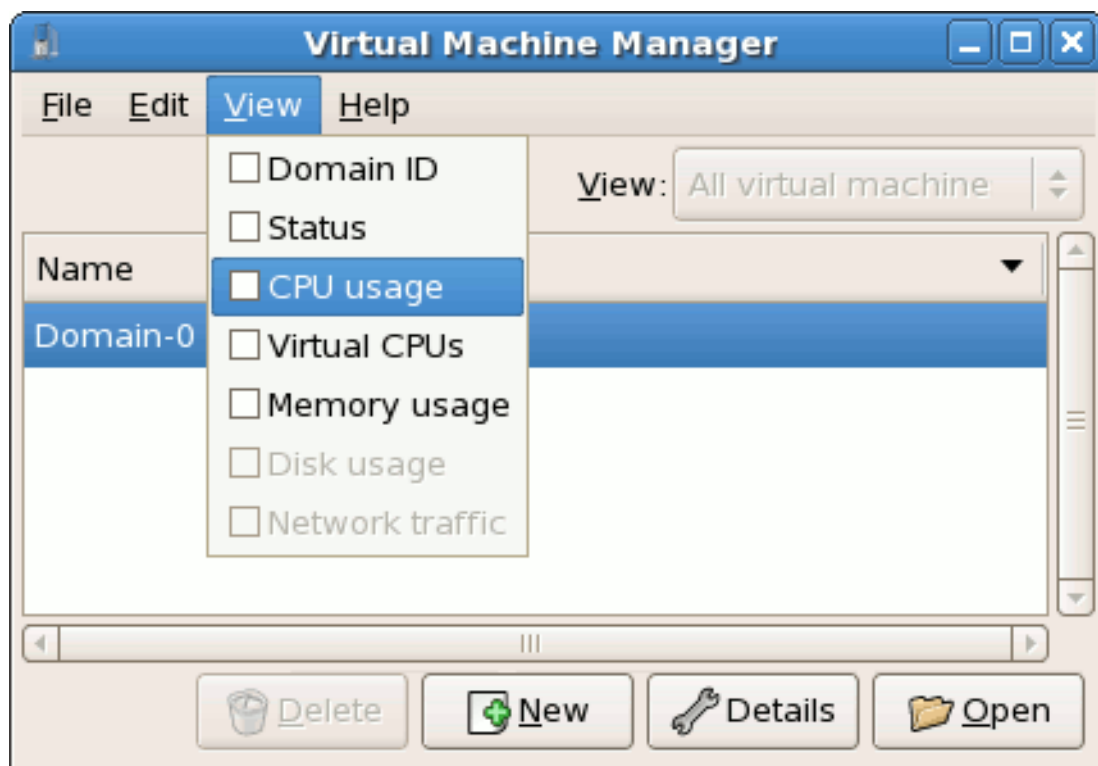 Virtual Machine Manager
File Edit View Help
Domain ID
View: All virtual machine
Status
Name
CPU usage
Domain-0
Virtual CPUs
Memory usage
Disk usage
Network traffic
Delete New Details Open